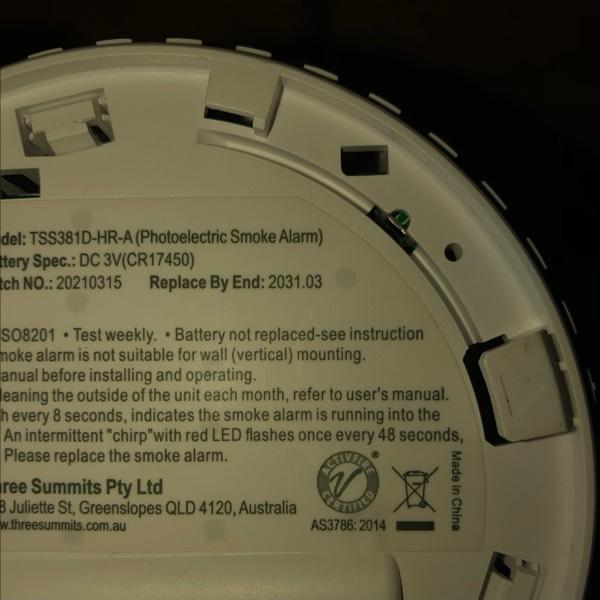 del: TSS381D-HR-A (Photoelectric Smoke Alarm)
ttery Spec.: DC 3V(CR17450)
tch NO.: 20210315 Replace By End: 2031.03
SO8201 • Test weekly. • Battery not replaced-see instruction
moke alarm is not suitable for wall (vertical) mounting.
anual before installing and operating.
leaning the outside of the unit each month, refer to user's manual.
h every 8 seconds, indicates the smoke alarm is running into the
An intermittent "chirp"with red LED flashes once every 48 seconds,
Please replace the smoke alarm.
hree Summits Pty Ltd
8 Juliette St, Greenslopes QLD 4120, Australia
w.threesummits.com.au
AS3786: 2014
Made in China